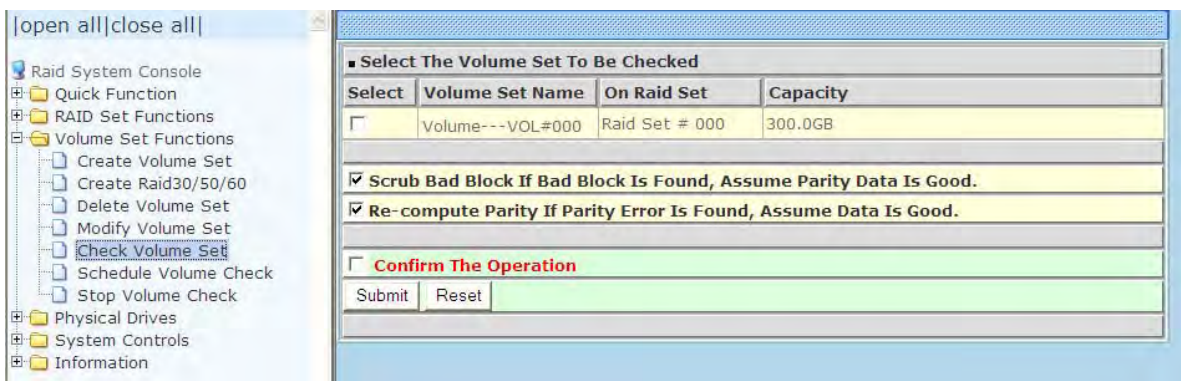 |open all|close all|
Raid System Console
Quick Function
RAID Set Functions
Volume Set Functions
Create Volume Set
Create Raid30/50/60
Delete Volume Set
Modify Volume Set
Check Volume Set
Schedule Volume Check
Stop Volume Check
Physical Drives
System Controls
Information
Select The Volume Set To Be Checked
Select Volume Set Name On Raid Set Capacity
Volume---VOL#000 Raid Set # 000 300.0GB
Scrub Bad Block If Bad Block Is Found, Assume Parity Data Is Good.
Re-compute Parity If Parity Error Is Found, Assume Data Is Good.
Confirm The Operation
Submit Reset